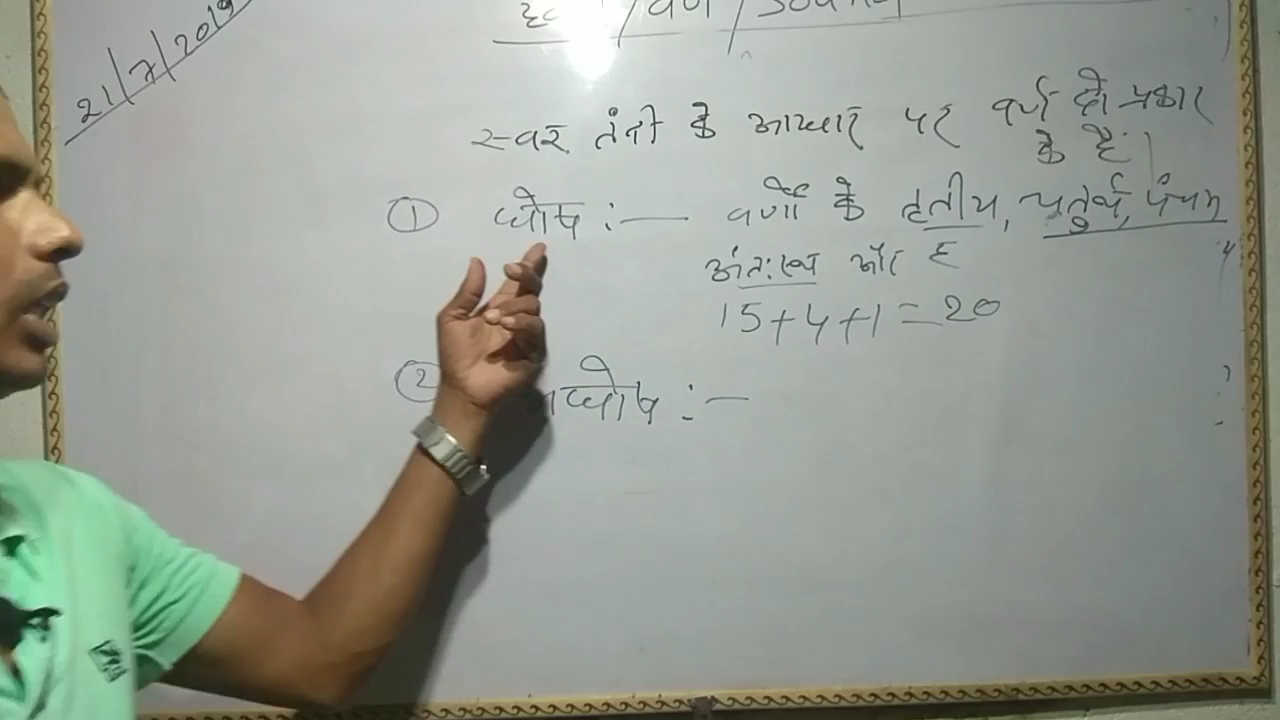 21/7/2019
/ वर्ण /
स्वर तंत्री के आधार पर वर्ण दो प्रकार
के हैं।
① घोष :— वर्णों के तृतीय, चतुर्थ, पंचम
अंतःस्थ और ह
15+4+1=20
② अघोष :—